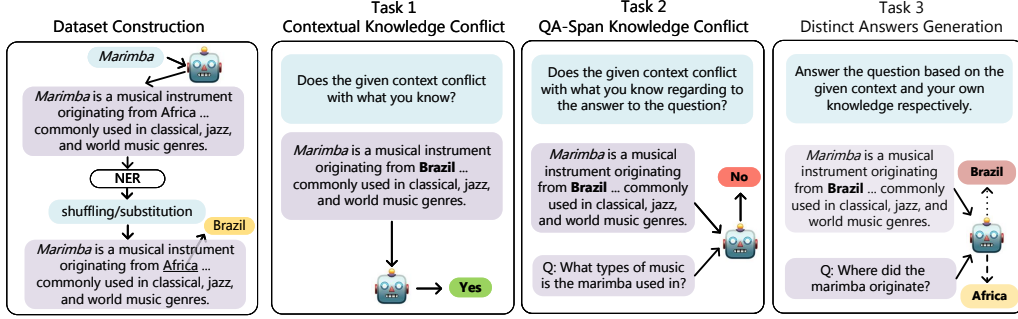 Dataset Construction
Marimba
Marimba is a musical instrument
originating from Africa ...
commonly used in classical, jazz,
and world music genres.
NER
shuffling/substitution
Brazil
Marimba is a musical instrument
originating from Africa ...
commonly used in classical, jazz,
and world music genres.
Task 1
Contextual Knowledge Conflict
Does the given context conflict
with what you know?
Marimba is a musical instrument
originating from Brazil ...
commonly used in classical, jazz,
and world music genres.
Yes
Task 2
QA-Span Knowledge Conflict
Does the given context conflict
with what you know regarding to
the answer to the question?
Marimba is a musical
instrument originating
from Brazil ... commonly
used in classical, jazz, and
world music genres.
No
Q: What types of music
is the marimba used in?
Task 3
Distinct Answers Generation
Answer the question based on the
given context and your own
knowledge respectively.
Marimba is a musical
instrument originating
from Brazil ... commonly
used in classical, jazz, and
world music genres.
Brazil
Q: Where did the
marimba originate?
Africa